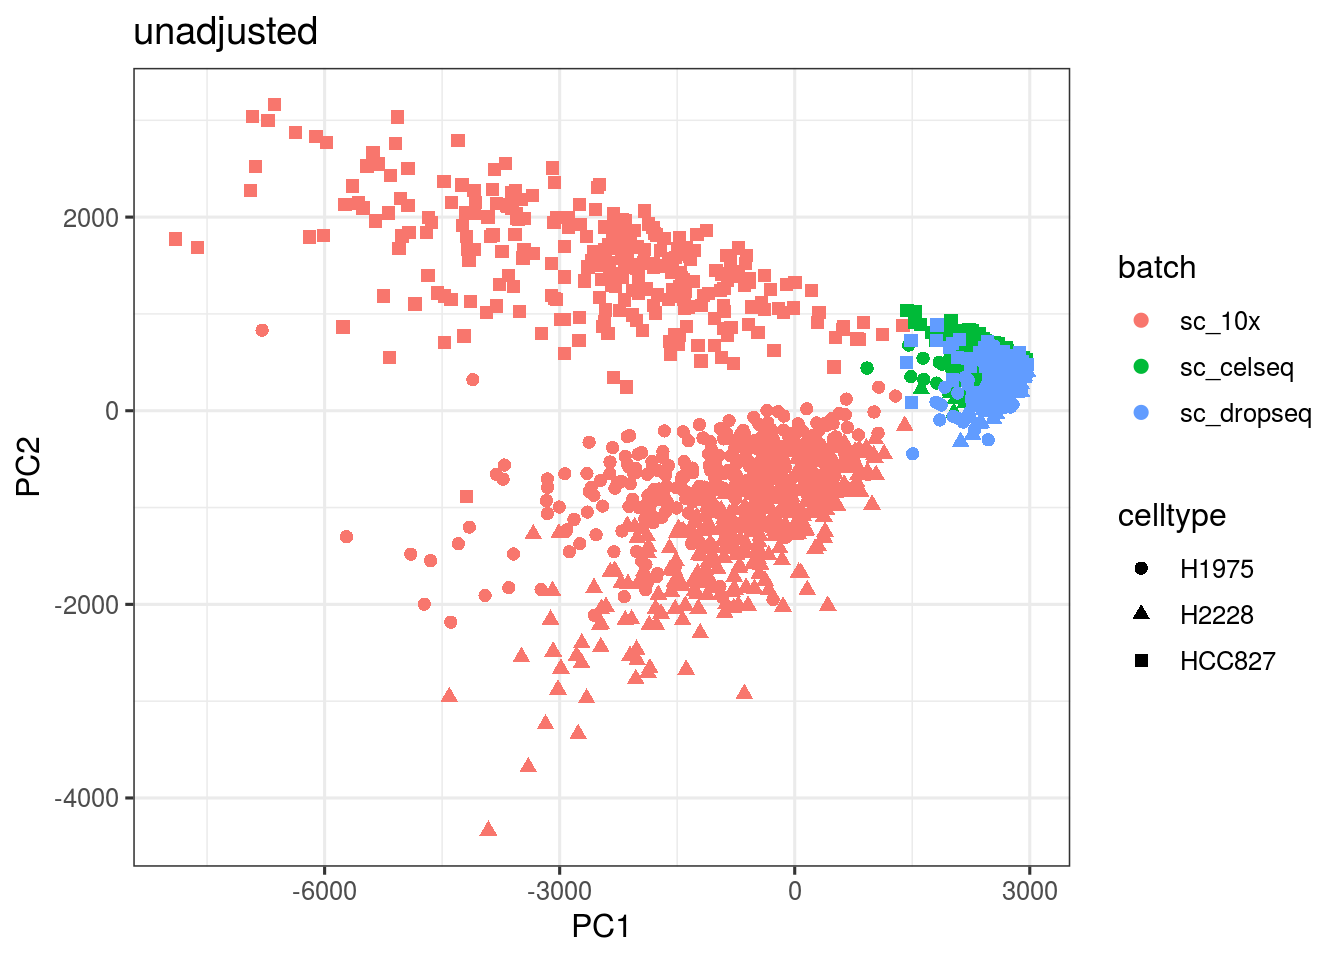 unadjusted
2000
0
-2000
-4000
PC2
-6000
-3000
0
3000
PC1
batch
sc_10x
sc_celseq
sc_dropseq
celltype
H1975
H2228
HCC827